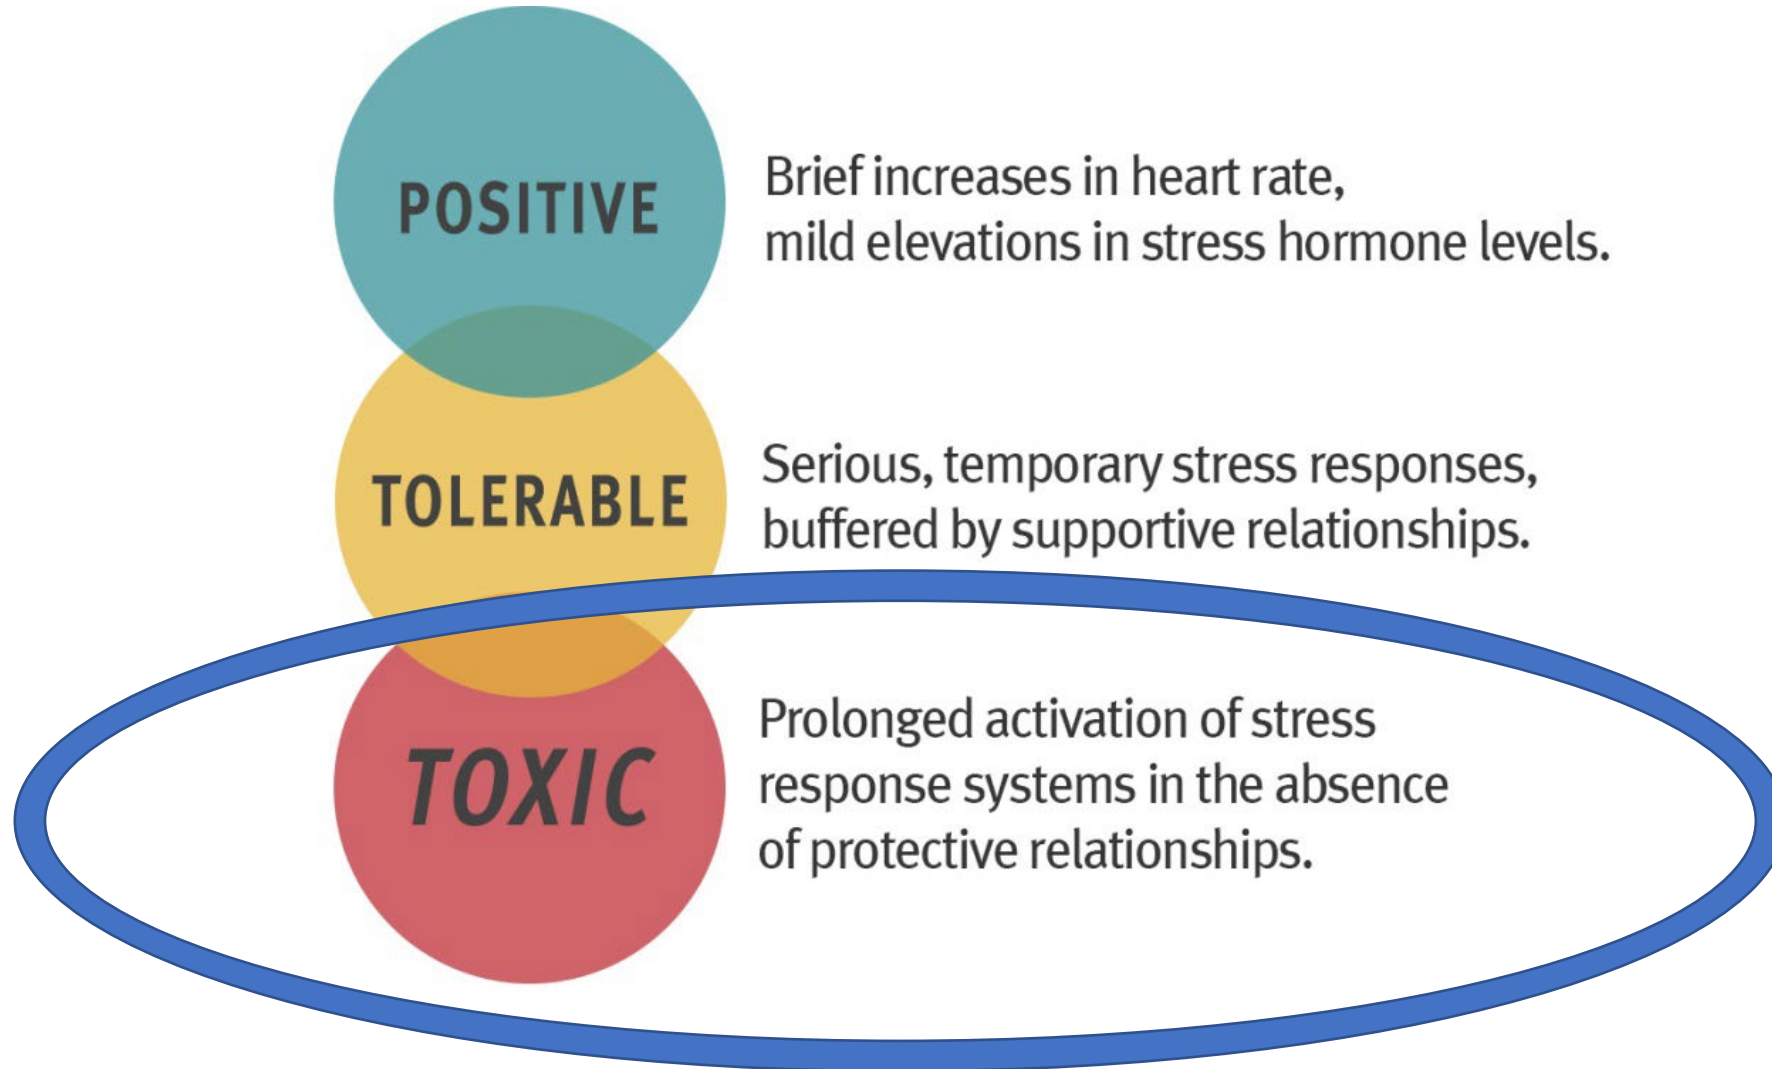 POSITIVE
Brief increases in heart rate,
mild elevations in stress hormone levels.
TOLERABLE
Serious, temporary stress responses,
buffered by supportive relationships.
TOXIC
Prolonged activation of stress
response systems in the absence
of protective relationships.